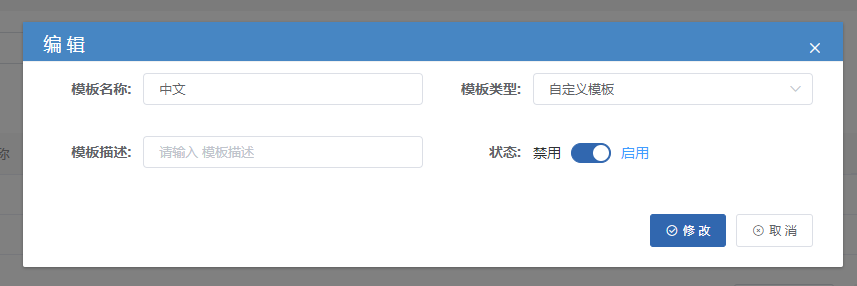 编辑
模板名称: 中文 模板类型: 自定义模板
你 模板描述: 请输入 模板描述 状态: 禁用 启用
修改 取消